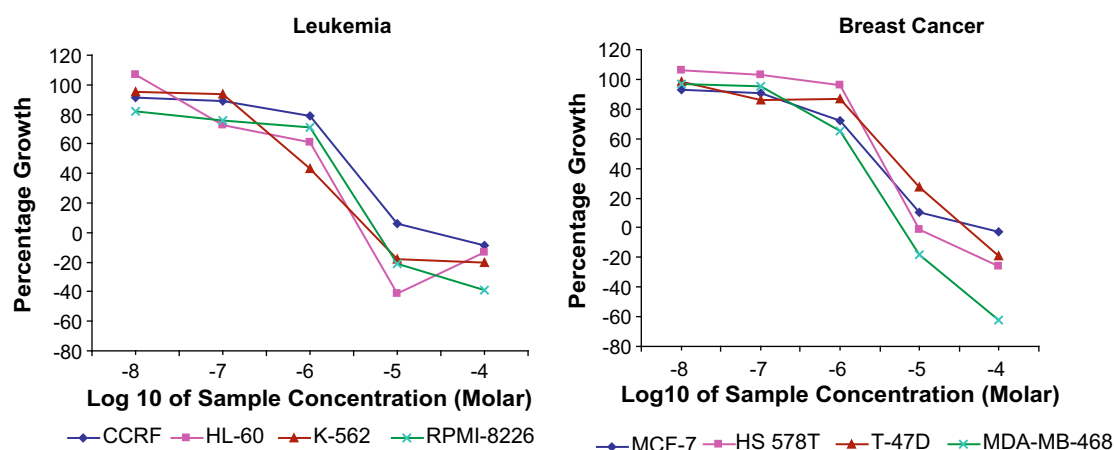 Leukemia
Percentage Growth
120
100
80
60
40
20
0
-20
-40
-60
-80
-8 -7 -6 -5 -4
Log 10 of Sample Concentration (Molar)
CCRF HL-60 K-562 RPMI-8226
Breast Cancer
Percentage Growth
120
100
80
60
40
20
0
-20
-40
-60
-80
-8 -7 -6 -5 -4
Log10 of Sample Concentration (Molar)
MCF-7 HS 578T T-47D MDA-MB-468